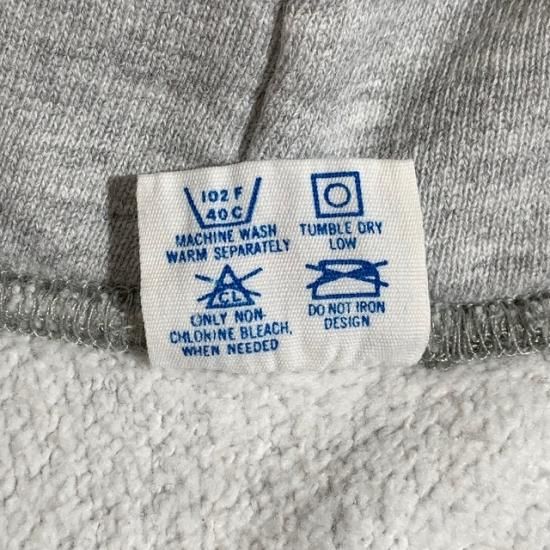 102 F
40 C
MACHINE WASH
WARM SEPARATELY
TUMBLE DRY
LOW
CL
ONLY NON-
CHLORINE BLEACH,
WHEN NEEDED
DO NOT IRON
DESIGN